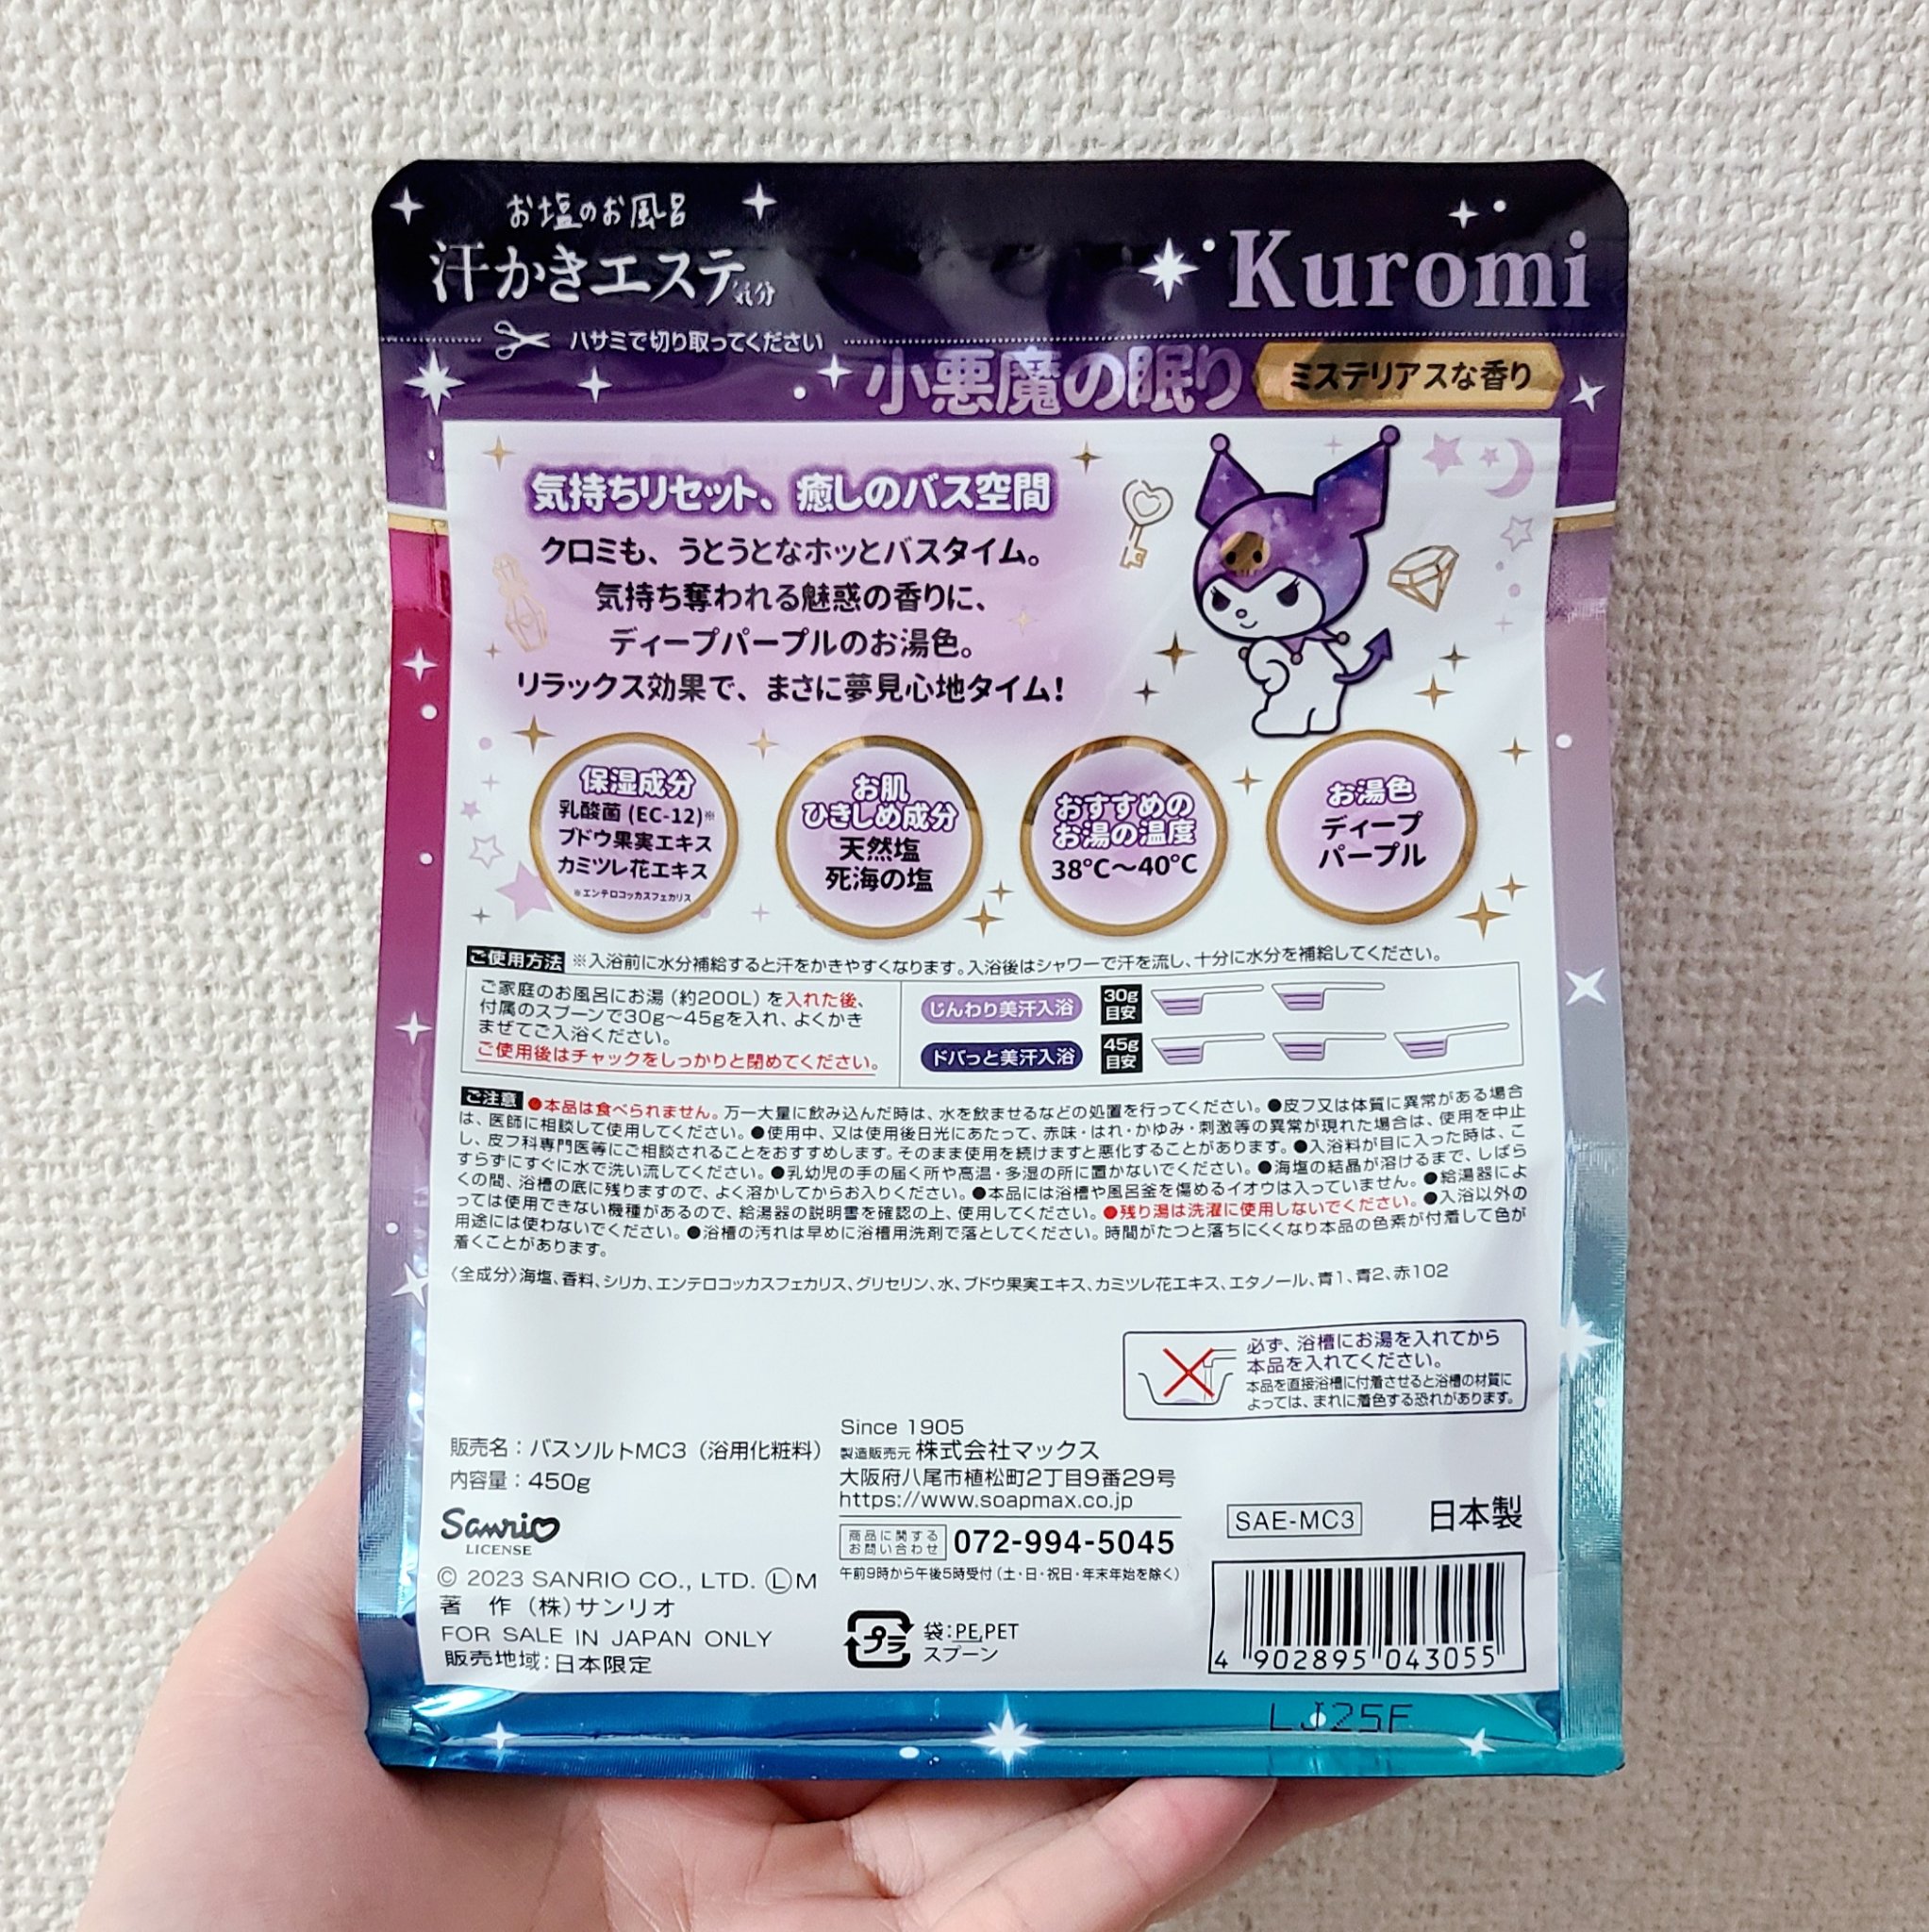 お塩のお風呂
汗かきエステ気分
Kuromi
ハサミで切り取ってください
小悪魔の眠り
ミステリアスな香り
気持ちリセット、癒しのバス空間
クロミも、うとうとなホッとバスタイム。
気持ち奪われる魅惑の香りに、
ディープパープルのお湯色。
リラックス効果で、まさに夢見心地タイム!
保湿成分
乳酸菌(EC-12)※
ブドウ果実エキス
カミツレ花エキス
※エンテロコッカスフェカリス
お肌
ひきしめ成分
天然塩
死海の塩
おすすめの
お湯の温度
38℃〜40℃
お湯色
ディープ
パープル
ご使用方法 ※入浴前に水分補給すると汗をかきやすくなります。入浴後はシャワーで汗を流し、十分に水分を補給してください。
ご家庭のお風呂にお湯(約200L)を入れた後、
付属のスプーンで30g〜45gを入れ、よくかき
まぜてご入浴ください。
ご使用後はチャックをしっかりと閉めてください。
じんわり美汗入浴
30g
目安
ドバっと美汗入浴
45g
目安
ご注意 ●本品は食べられません。万一大量に飲み込んだ時は、水を飲ませるなどの処置を行ってください。●皮フ又は体質に異常がある場合
は、医師に相談して使用してください。●使用中、又は使用後日光にあたって、赤味・はれ・かゆみ・刺激等の異常が現れた場合は、使用を中止
し、皮フ科専門医等にご相談されることをおすすめします。そのまま使用を続けますと悪化することがあります。●入浴料が目に入った時は、こ
すらずにすぐに水で洗い流してください。●乳幼児の手の届く所や高温・多湿の所に置かないでください。●海塩の結晶が溶けるまで、しばら
くの間、浴槽の底に残りますので、よく溶かしてからお入りください。●本品には浴槽や風呂釜を傷めるイオウは入っていません。●給湯器によ
っては使用できない機種があるので、給湯器の説明書を確認の上、使用してください。●残り湯は洗濯に使用しないでください。●入浴以外の
用途には使わないでください。●浴槽の汚れは早めに浴槽用洗剤で落としてください。時間がたつと落ちにくくなり本品の色素が付着して色が
着くことがあります。
〈全成分〉海塩、香料、シリカ、エンテロコッカスフェカリス、グリセリン、水、ブドウ果実エキス、カミツレ花エキス、エタノール、青1、青2、赤102
必ず、浴槽にお湯を入れてから
本品を入れてください。
本品を直接浴槽に付着させると浴槽の材質に
よっては、まれに着色する恐れがあります。
販売名:バスソルトMC3(浴用化粧料)
内容量:450g
Sanrio
LICENSE
© 2023 SANRIO CO., LTD. Ⓛ M
著 作(株)サンリオ
FOR SALE IN JAPAN ONLY
販売地域:日本限定
Since 1905
製造販売元 株式会社マックス
大阪府八尾市植松町2丁目9番29号
https://www.soapmax.co.jp
商品に関する
お問い合わせ
072-994-5045
午前9時から午後5時受付(土・日・祝日・年末年始を除く)
プラ
袋:PE,PET
スプーン
SAE-MC3
日本製
4 902895 043055
LJ25F